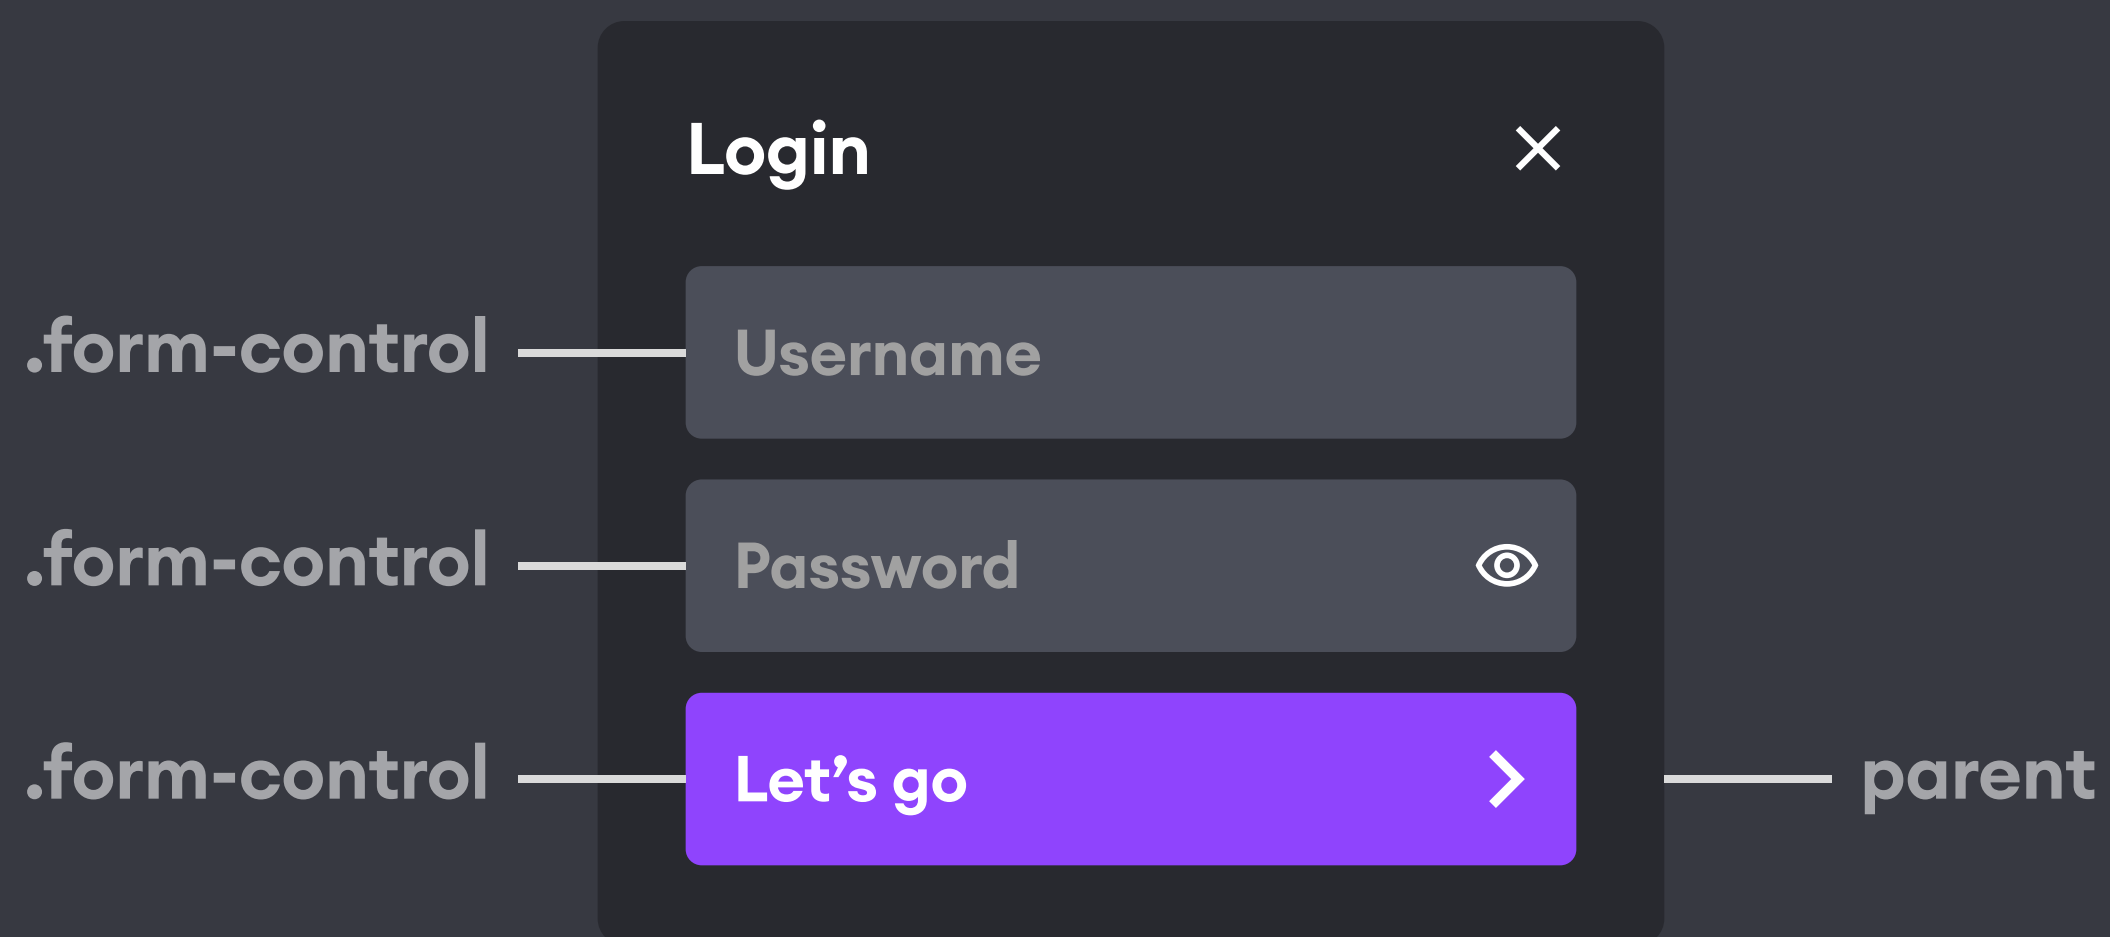 Login
.form-control
Username
.form-control
Password
.form-control
Let’s go
parent